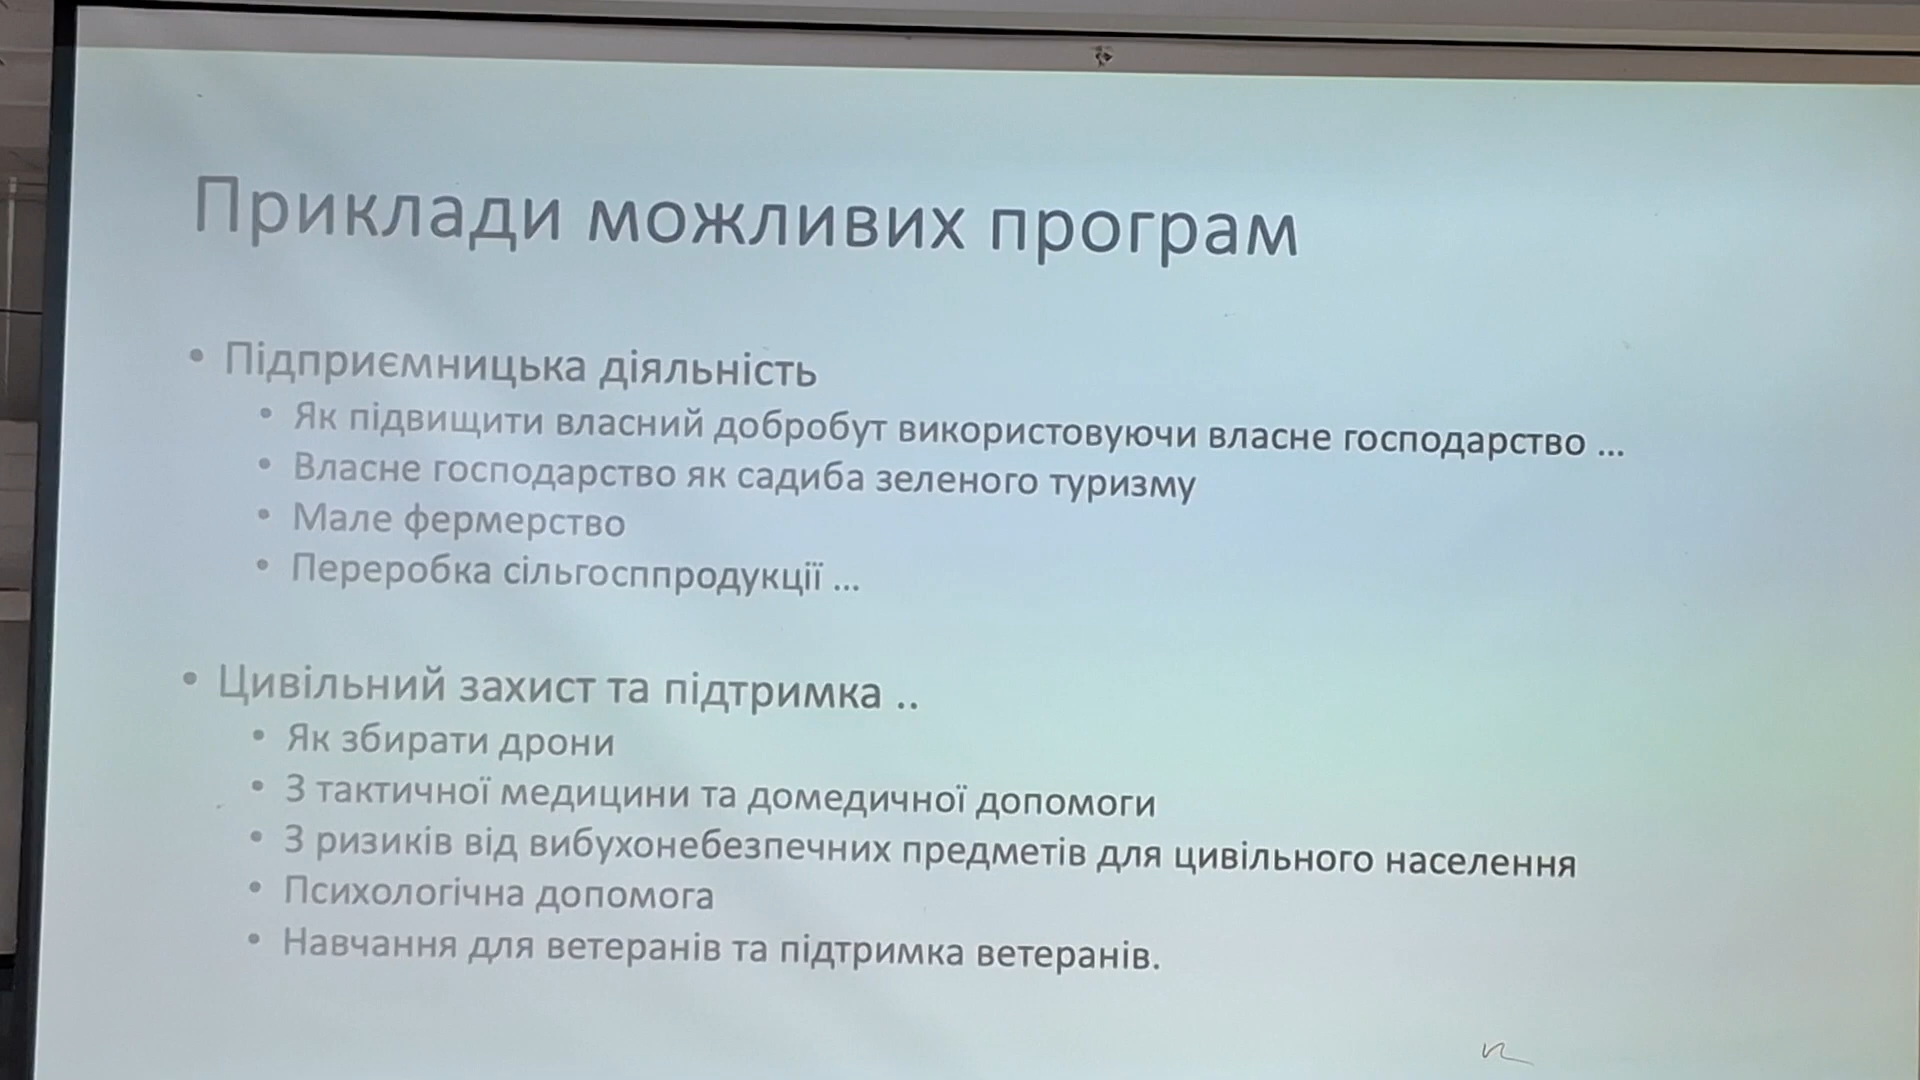 Приклади можливих програм
• Підприємницька діяльність
• Як підвищити власний добробут використовуючи власне господарство ...
• Власне господарство як садиба зеленого туризму
• Мале фермерство
• Переробка сільгосппродукції ...
• Цивільний захист та підтримка ..
• Як збирати дрони
• З тактичної медицини та домедичної допомоги
• З ризиків від вибухонебезпечних предметів для цивільного населення
• Психологічна допомога
• Навчання для ветеранів та підтримка ветеранів.